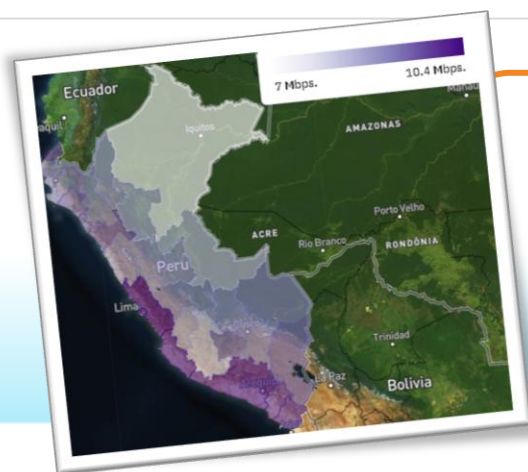 Ecuador
7 Mbps.
10.4 Mbps.
Iquitos
AMAZONAS
Porto Velho
ACRE
Rio Branco
RONDÔNIA
Peru
Lima
Trinidad
La Paz
Bolivia